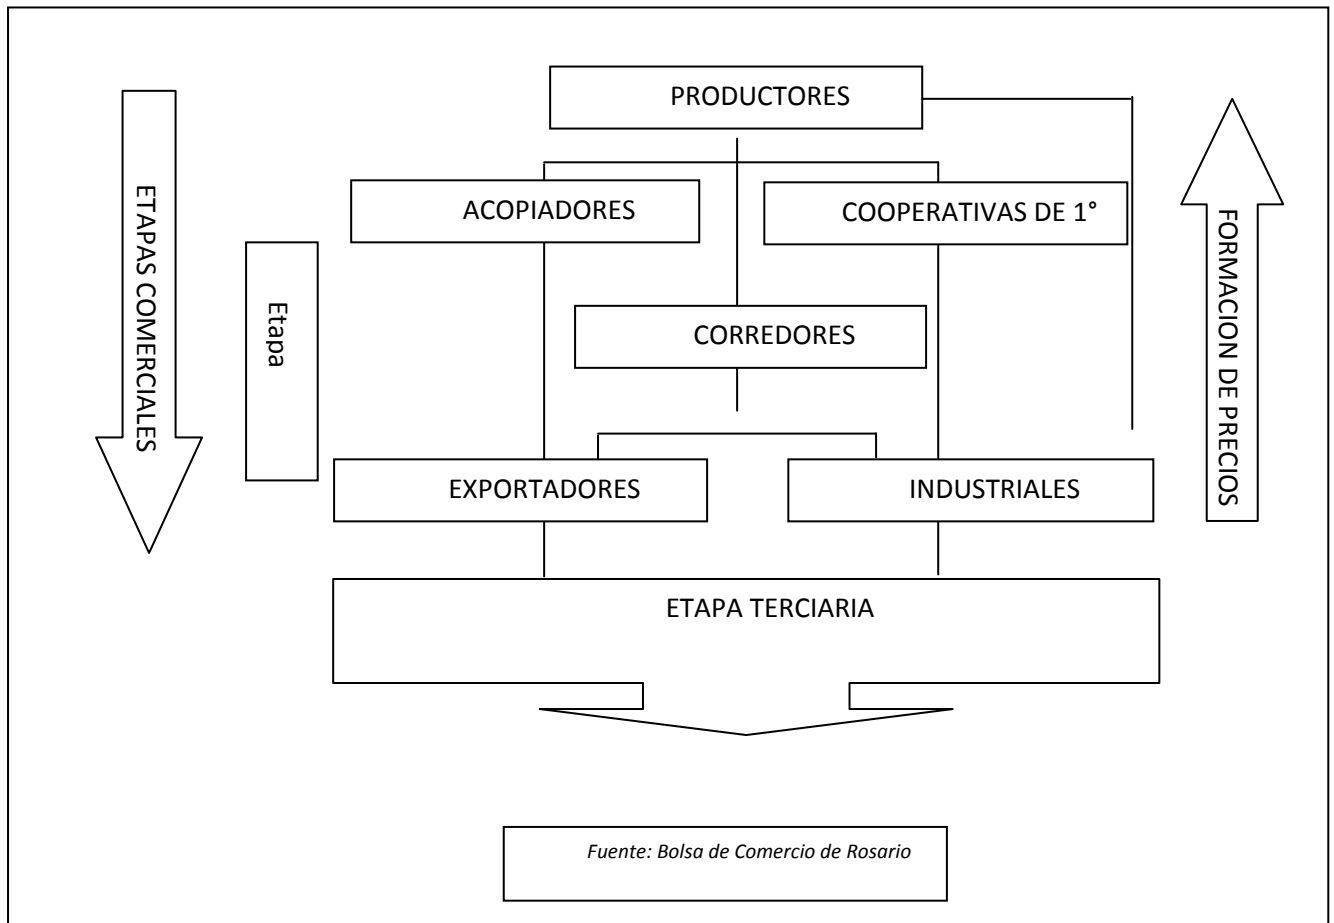 PRODUCTORES
ETAPAS COMERCIALES
ACOPIADORES
COOPERATIVAS DE 1°
FORMACION DE PRECIOS
Etapa
CORREDORES
EXPORTADORES
INDUSTRIALES
ETAPA TERCIARIA
Fuente: Bolsa de Comercio de Rosario